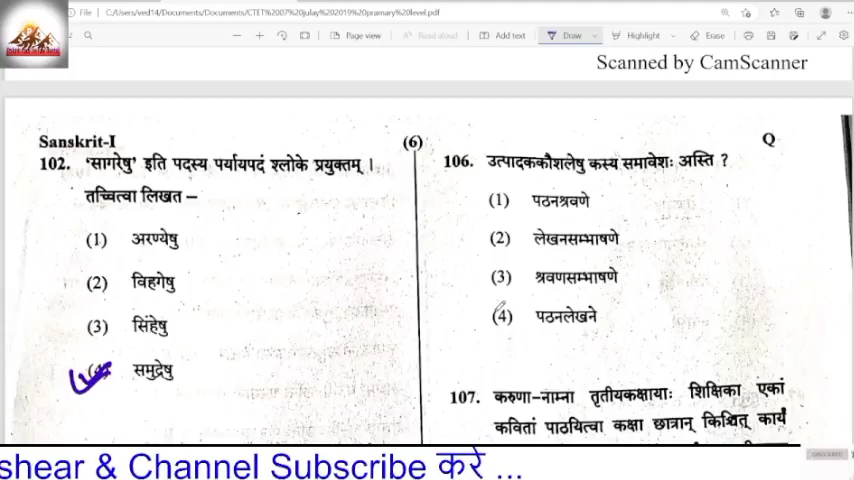 File
C:/Users/ved14/Documents/Documents/CTET%2007%20julay%202019%20pramary%20level.pdf
Page view
Read aloud
Add text
Draw
Highlight
Erase
Scanned by CamScanner
Sanskrit-I
(6)
Q
102. 'सागरेषु' इति पदस्य पर्यायपदं श्लोके प्रयुक्तम् ।
तच्चित्वा लिखत –
(1) अरण्येषु
(2) विहगेषु
(3) सिंहेषु
(4) समुद्रेषु
106. उत्पादककौशलेषु कस्य समावेशः अस्ति ?
(1) पठनश्रवणे
(2) लेखनसम्भाषणे
(3) श्रवणसम्भाषणे
(4) पठनलेखने
107. करुणा-नाम्ना तृतीयकक्षायाः शिक्षिका एकां
कवितां पाठयित्वा कक्षा छात्रान् किञ्चित् कार्यं
shear & Channel Subscribe करे ...